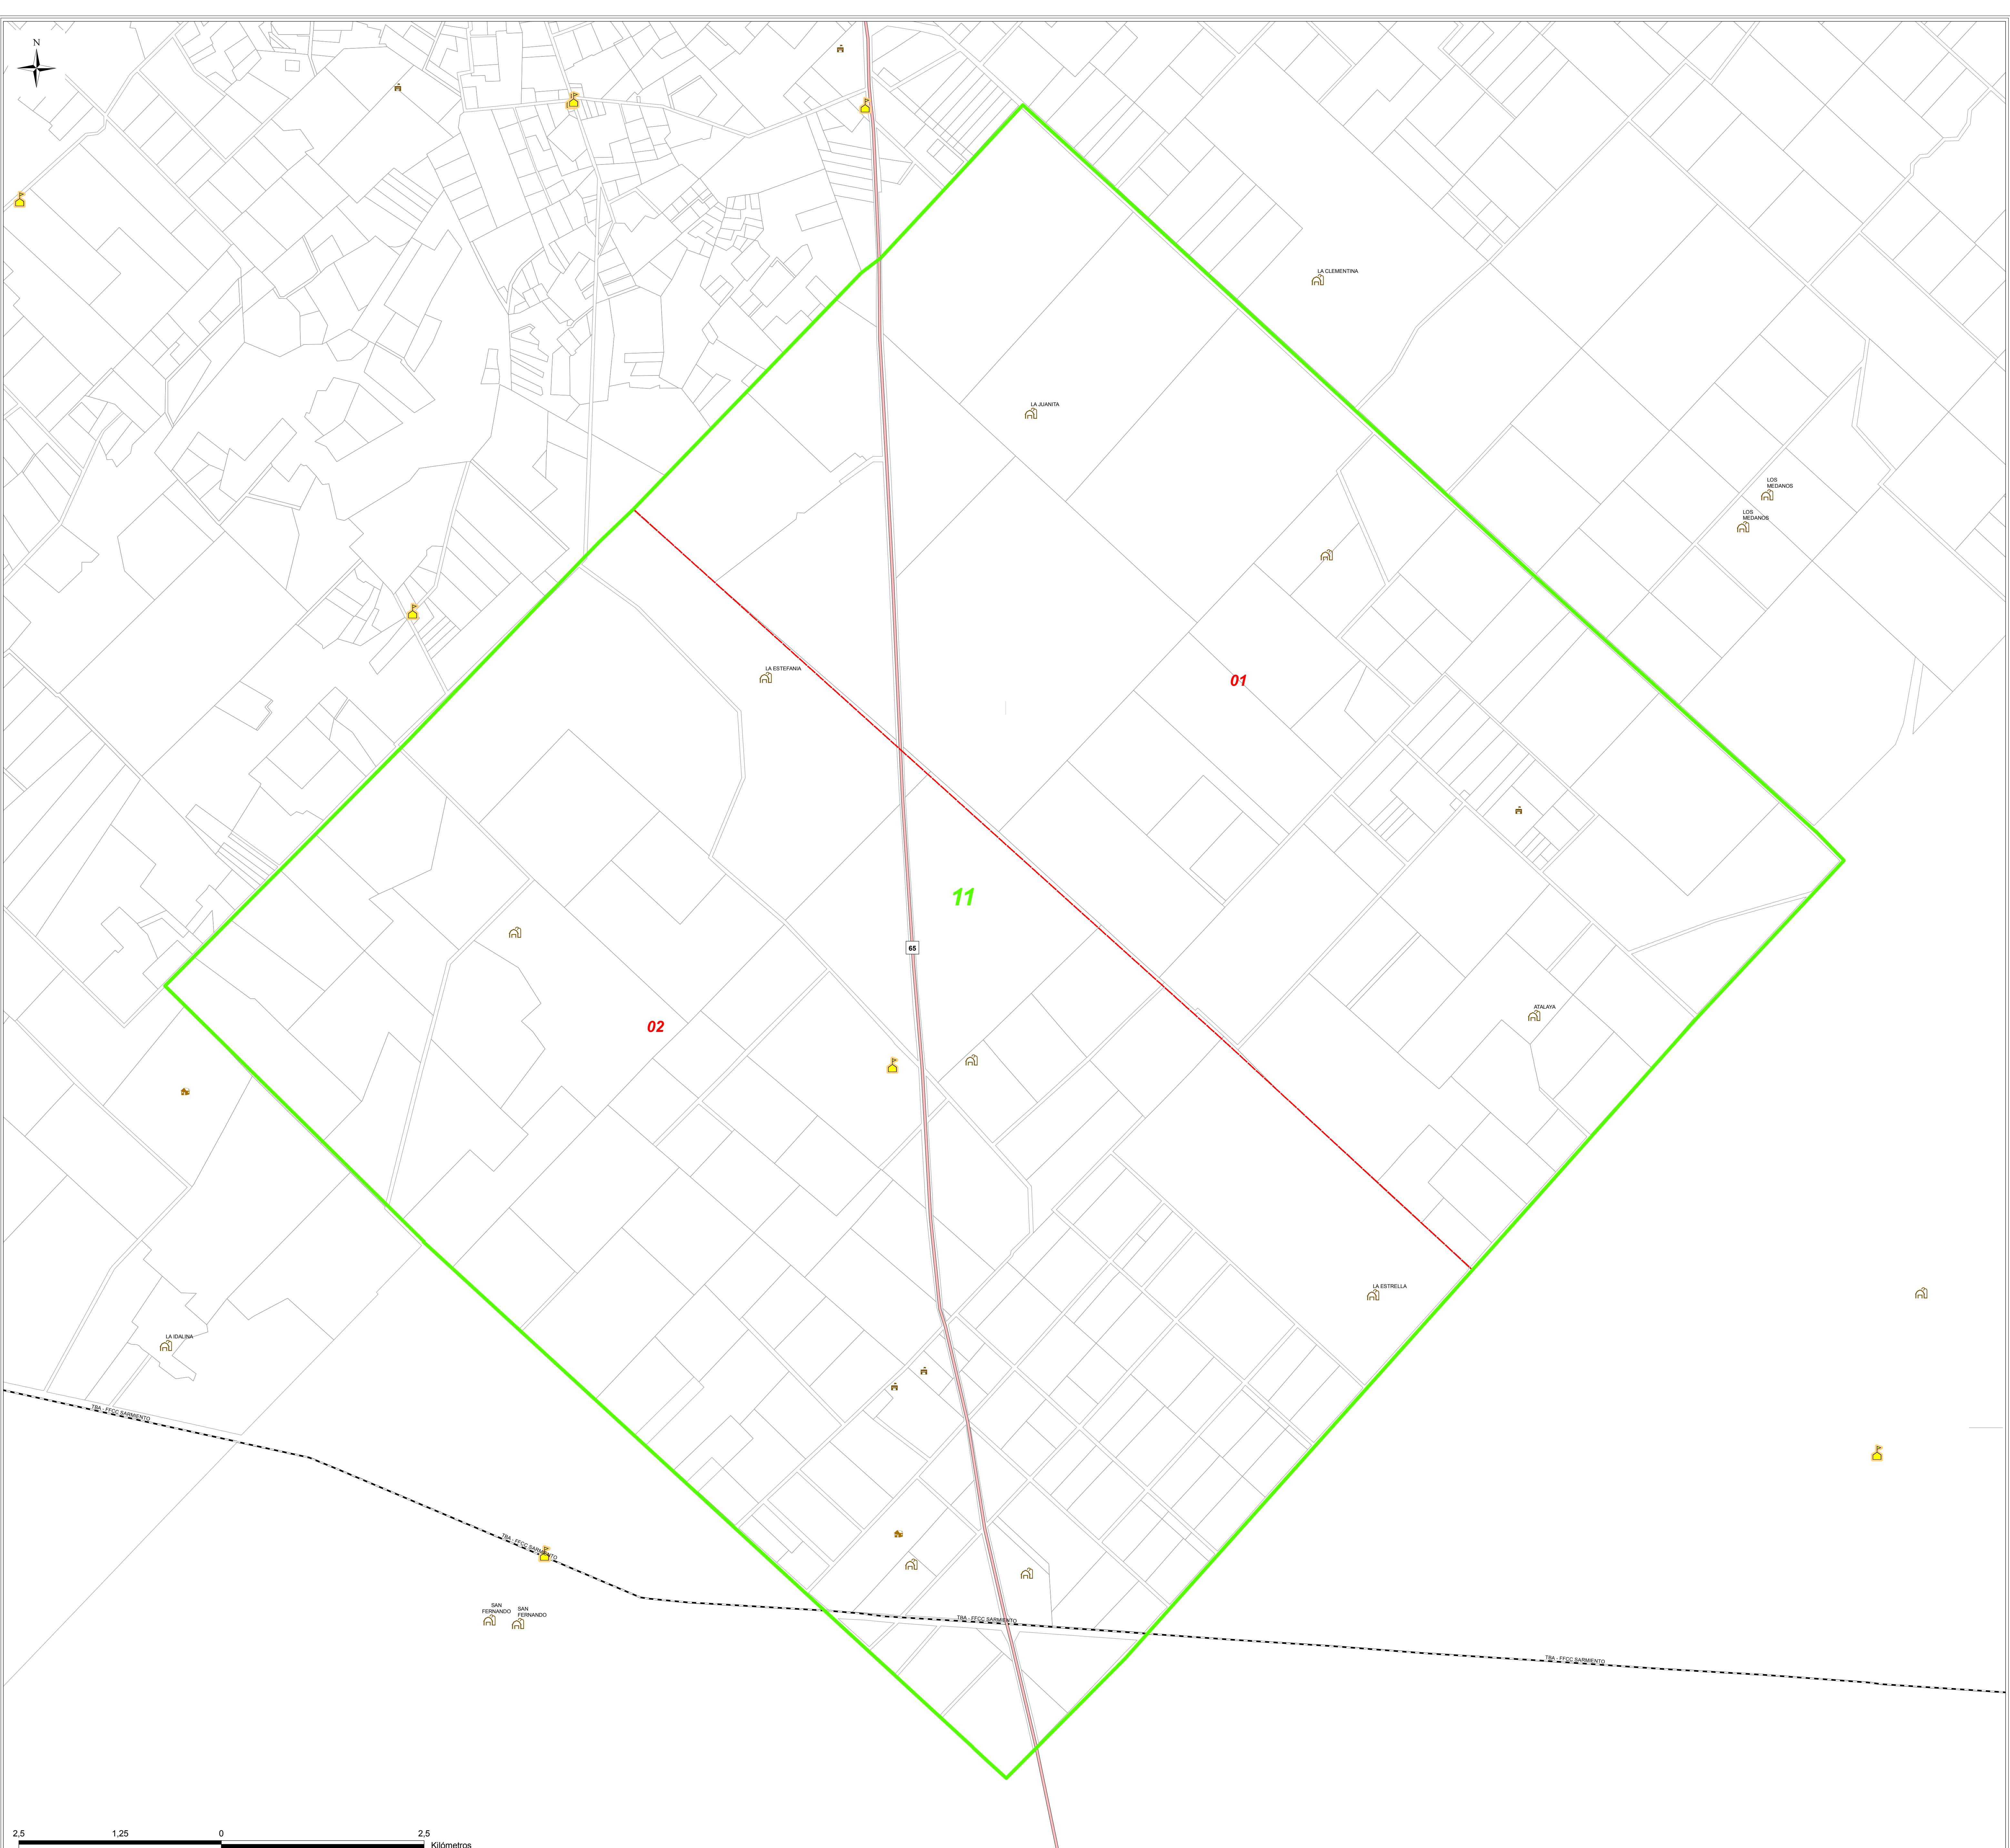 N
LA CLEMENTINA
LA JUANITA
LOS
MEDANOS
LOS
MEDANOS
LA ESTEFANIA
01
11
65
ATALAYA
02
LA ESTRELLA
LA IDALINA
TBA - FFCC SARMIENTO
TBA - FFCC SARMIENTO
SAN
FERNANDO
SAN
FERNANDO
TBA - FFCC SARMIENTO
TBA - FFCC SARMIENTO
2,5 1,25 0 2,5
Kilómetros